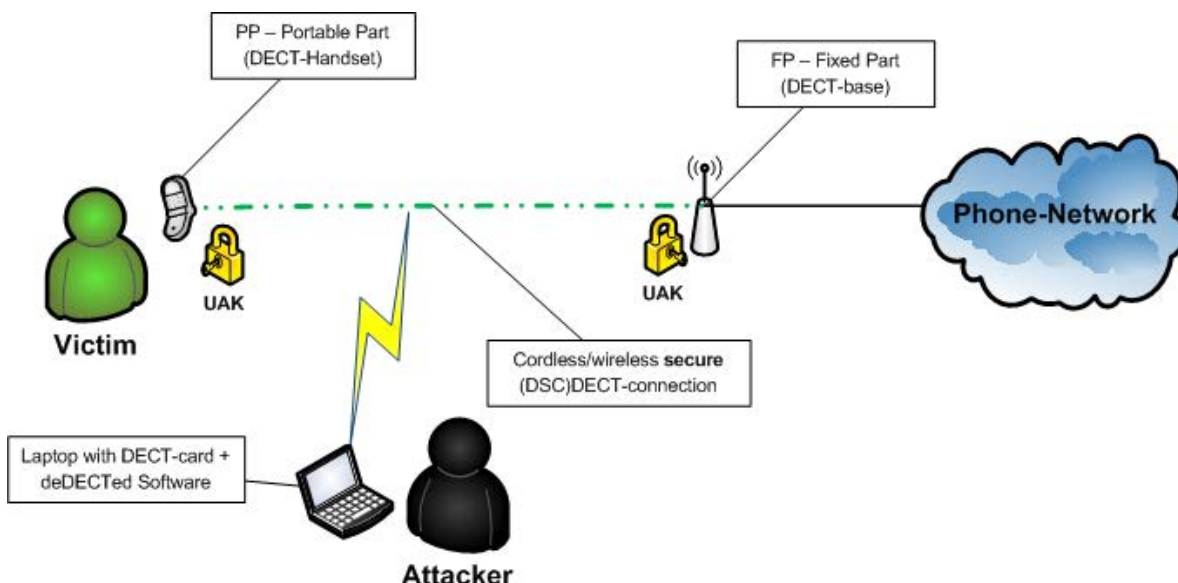 PP – Portable Part
(DECT-Handset)
FP – Fixed Part
(DECT-base)
Phone-Network
UAK
UAK
Victim
Cordless/wireless secure
(DSC)DECT-connection
Laptop with DECT-card +
deDECTed Software
Attacker